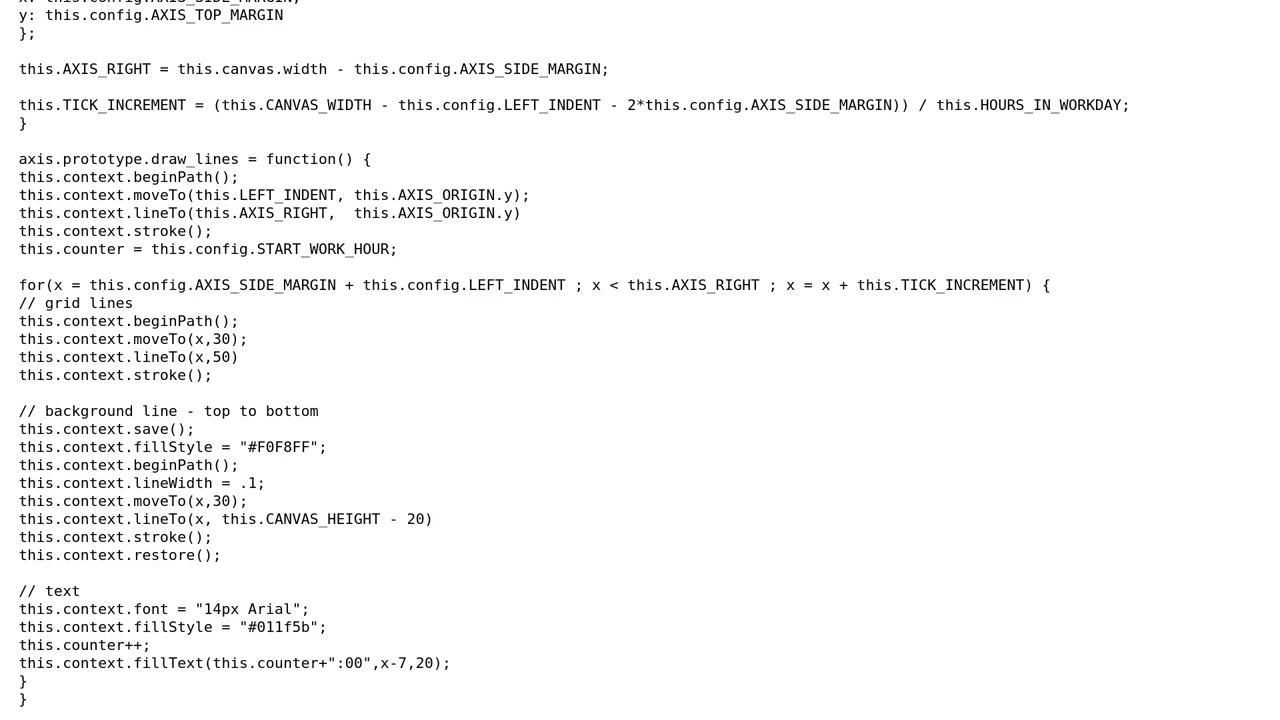 x: this.config.AXIS_SIDE_MARGIN,
y: this.config.AXIS_TOP_MARGIN
};

this.AXIS_RIGHT = this.canvas.width - this.config.AXIS_SIDE_MARGIN;

this.TICK_INCREMENT = (this.CANVAS_WIDTH - this.config.LEFT_INDENT - 2*this.config.AXIS_SIDE_MARGIN)) / this.HOURS_IN_WORKDAY;
}

axis.prototype.draw_lines = function() {
this.context.beginPath();
this.context.moveTo(this.LEFT_INDENT, this.AXIS_ORIGIN.y);
this.context.lineTo(this.AXIS_RIGHT,  this.AXIS_ORIGIN.y)
this.context.stroke();
this.counter = this.config.START_WORK_HOUR;

for(x = this.config.AXIS_SIDE_MARGIN + this.config.LEFT_INDENT ; x < this.AXIS_RIGHT ; x = x + this.TICK_INCREMENT) {
// grid lines
this.context.beginPath();
this.context.moveTo(x,30);
this.context.lineTo(x,50)
this.context.stroke();

// background line - top to bottom
this.context.save();
this.context.fillStyle = "#F0F8FF";
this.context.beginPath();
this.context.lineWidth = .1;
this.context.moveTo(x,30);
this.context.lineTo(x, this.CANVAS_HEIGHT - 20)
this.context.stroke();
this.context.restore();

// text
this.context.font = "14px Arial";
this.context.fillStyle = "#011f5b";
this.counter++;
this.context.fillText(this.counter+":00",x-7,20);
}
}